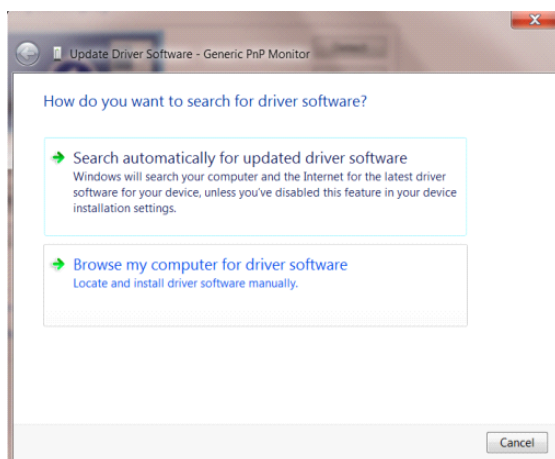 Update Driver Software - Generic PnP Monitor
How do you want to search for driver software?
Search automatically for updated driver software
Windows will search your computer and the Internet for the latest driver
software for your device, unless you've disabled this feature in your device
installation settings.
Browse my computer for driver software
Locate and install driver software manually.
Cancel